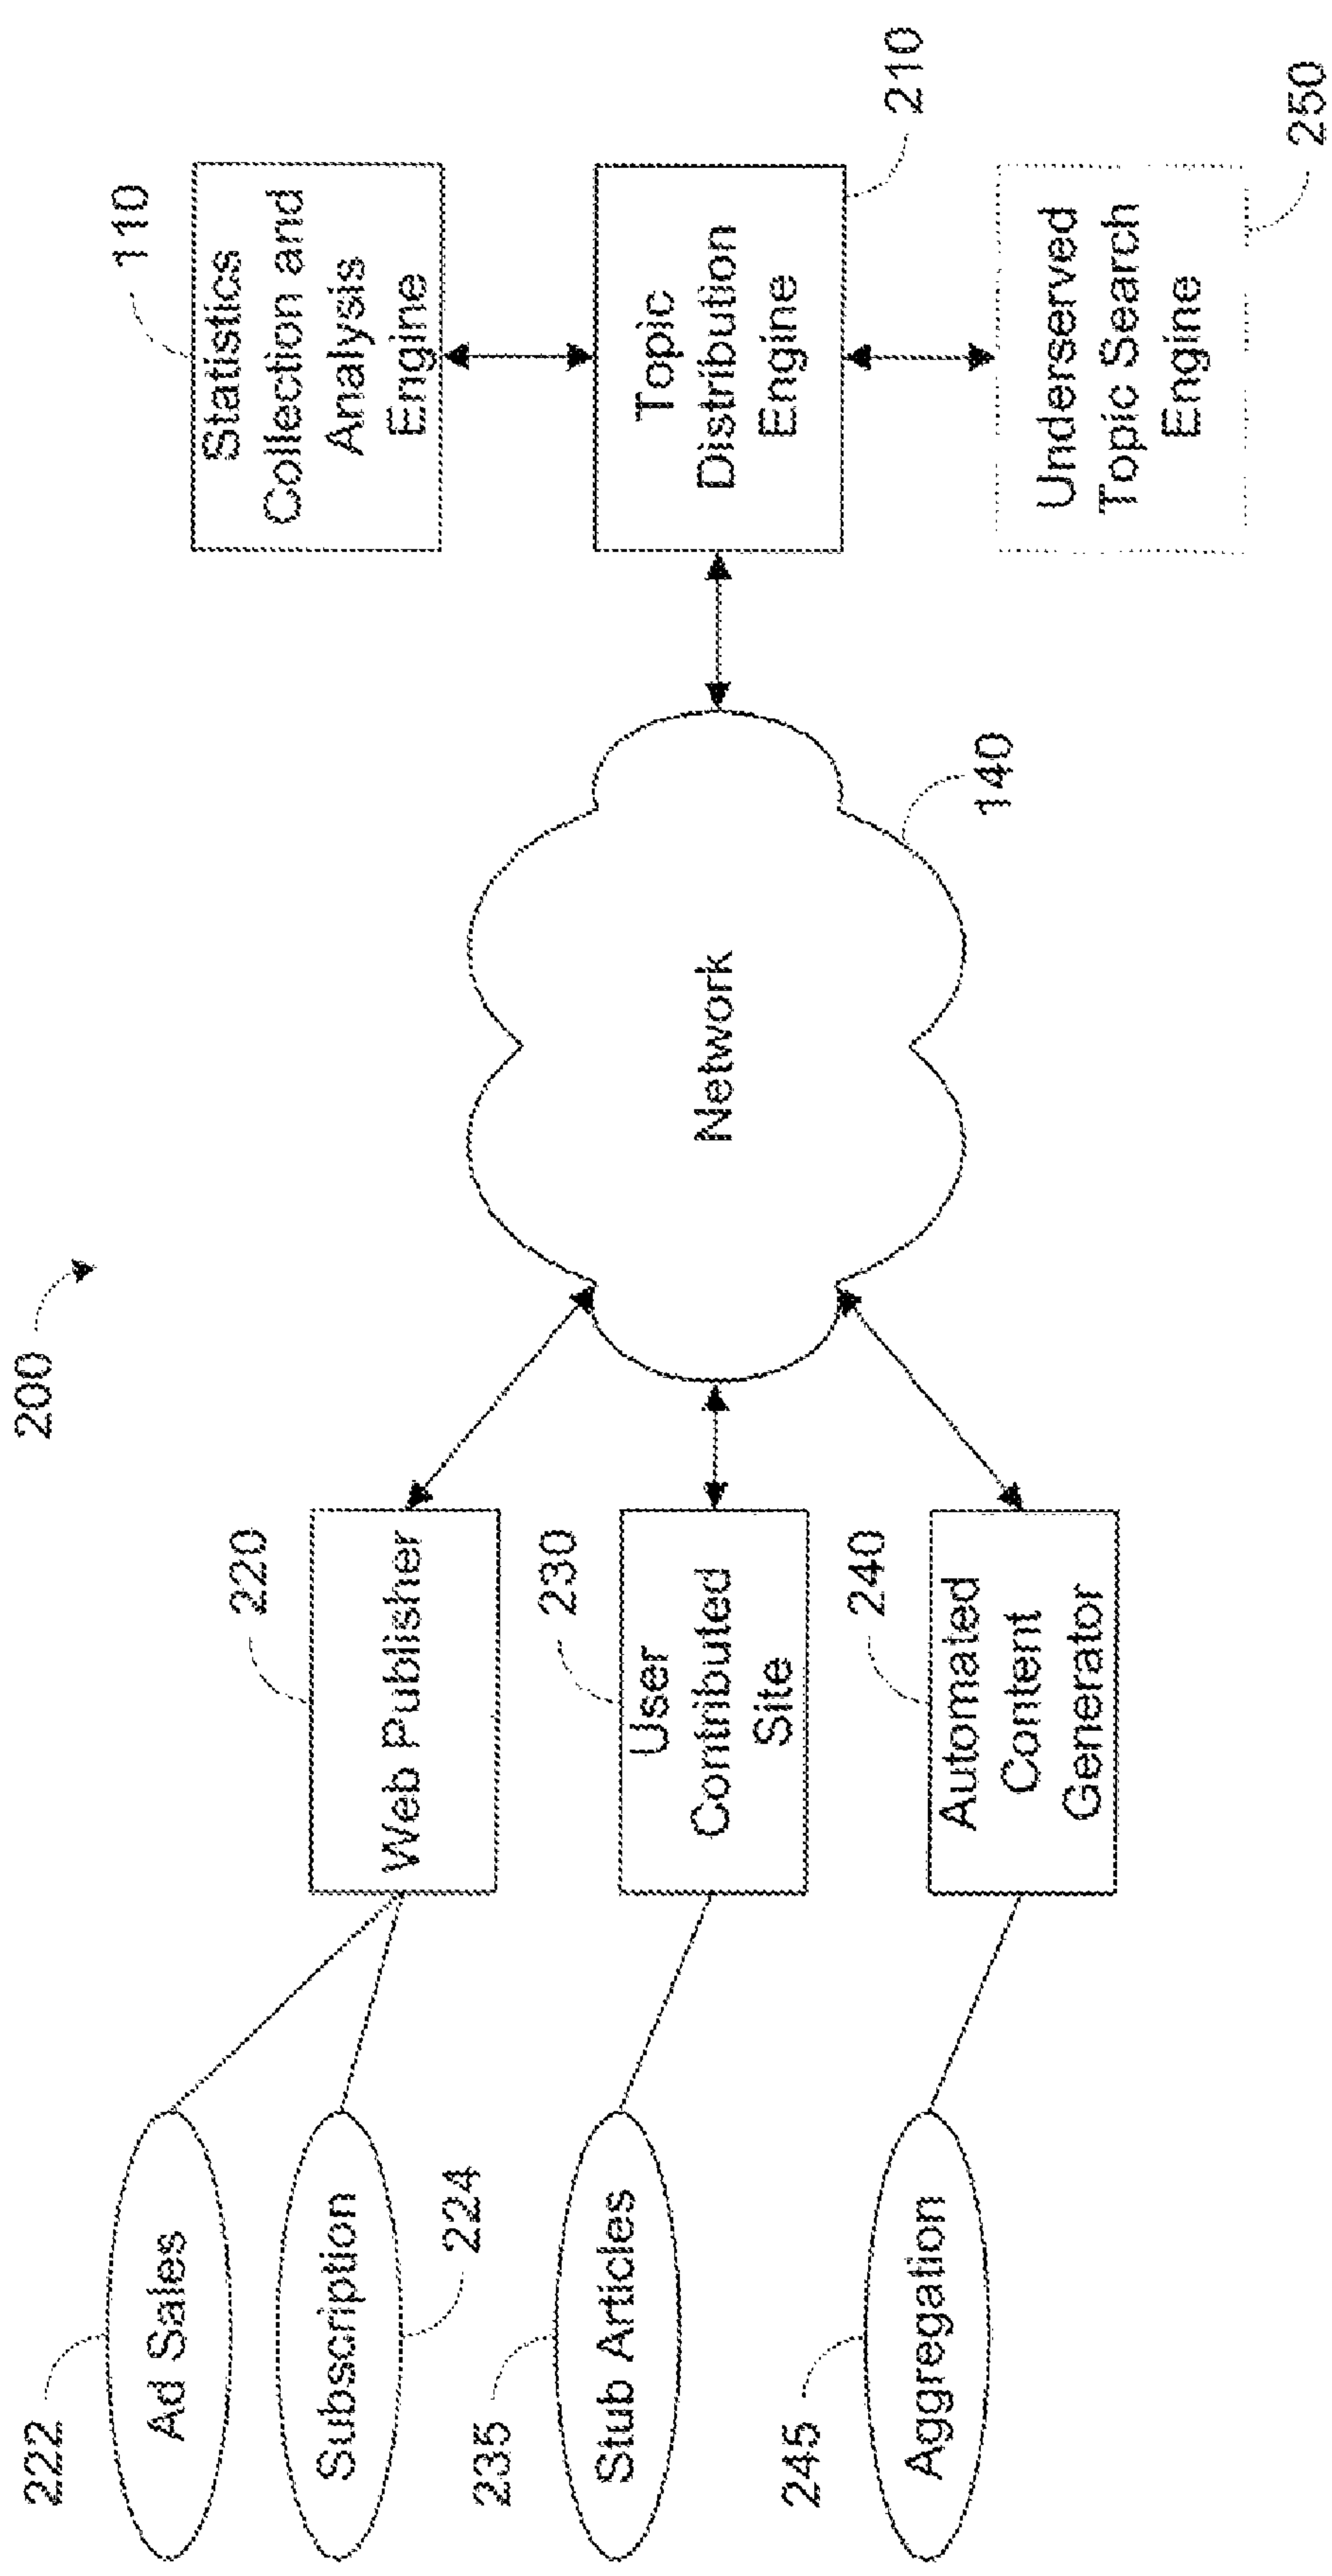 200
222
Ad Sales
Subscription
224
235
Stub Articles
245
Aggregation
220
Web Publisher
230
User
Contributed
Site
240
Automated
Content
Generator
Network
140
110
Statistics
Collection and
Analysis
Engine
210
Topic
Distribution
Engine
250
Underserved
Topic Search
Engine